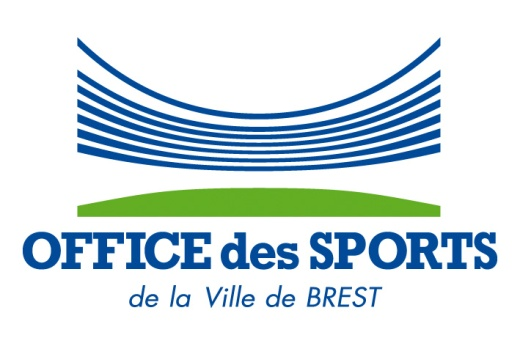 OFFICE des SPORTS
de la Ville de BREST